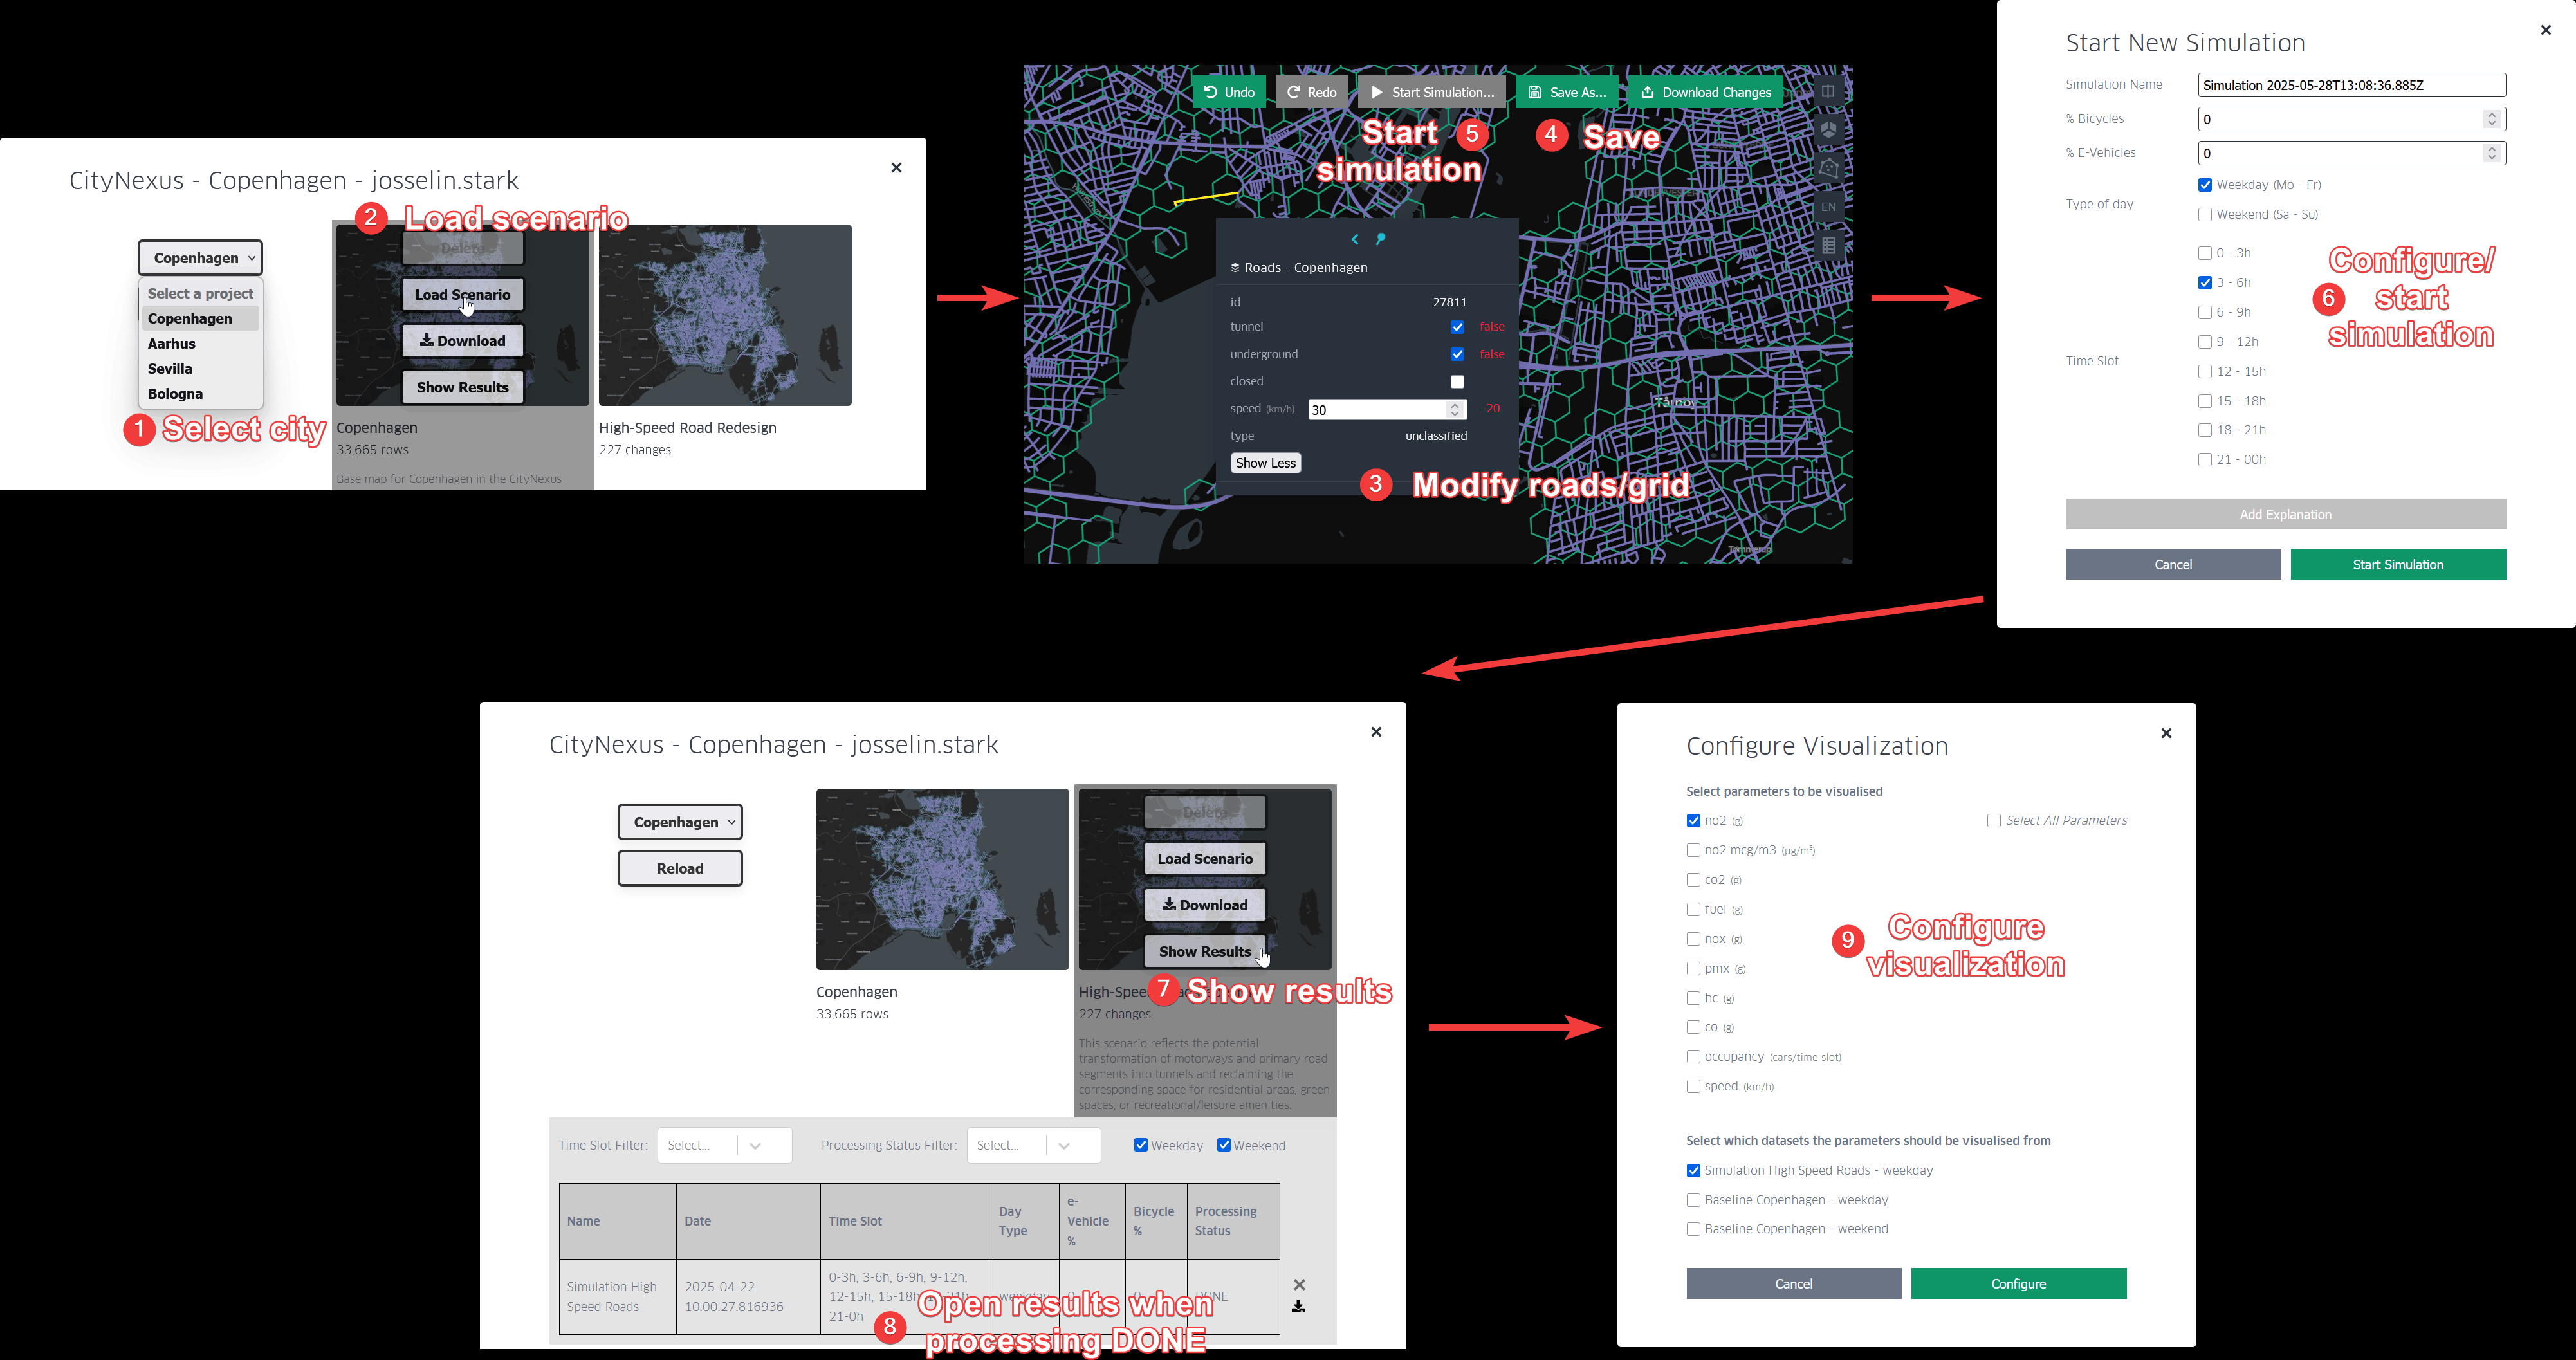 CityNexus - Copenhagen - josselin.stark
×
Copenhagen
Select a project
Copenhagen
Aarhus
Sevilla
Bologna
1 Select city
2 Load scenario
Delete
Load Scenario
Download
Show Results
Copenhagen
33,665 rows
Base map for Copenhagen in the CityNexus
High-Speed Road Redesign
227 changes
Undo
Redo
Start Simulation...
Save As...
Download Changes
Start 5
simulation
4 Save
EN
Roads - Copenhagen
id 27811
tunnel false
underground false
closed
speed (km/h) 30 -20
type unclassified
Show Less
3 Modify roads/grid
Tårnby
×
Start New Simulation
Simulation Name Simulation 2025-05-28T13:08:36.885Z
% Bicycles 0
% E-Vehicles 0
Type of day
Weekday (Mo - Fr)
Weekend (Sa - Su)
Time Slot
0 - 3h
3 - 6h
6 - 9h
9 - 12h
12 - 15h
15 - 18h
18 - 21h
21 - 00h
6 Configure/
start
simulation
Add Explanation
Cancel
Start Simulation
CityNexus - Copenhagen - josselin.stark
×
Copenhagen
Reload
Copenhagen
33,665 rows
Delete
Load Scenario
Download
Show Results
7 Show results
High-Spee
227 changes
This scenario reflects the potential
transformation of motorways and primary road
segments into tunnels and reclaiming the
corresponding space for residential areas, green
spaces, or recreational/leisure amenities.
Time Slot Filter: Select...
Processing Status Filter: Select...
Weekday
Weekend
Name
Date
Time Slot
Day
Type
e-
Vehicle
%
Bicycle
%
Processing
Status
Simulation High
Speed Roads
2025-04-22
10:00:27.816936
0-3h, 3-6h, 6-9h, 9-12h,
12-15h, 15-18h, 18-21h,
21-0h
weekday
0
0
DONE
8 Open results when
processing DONE
×
Configure Visualization
Select parameters to be visualised
no2 (g)
Select All Parameters
no2 mcg/m3 (µg/m³)
co2 (g)
fuel (g)
nox (g)
pmx (g)
hc (g)
co (g)
occupancy (cars/time slot)
speed (km/h)
9 Configure
visualization
Select which datasets the parameters should be visualised from
Simulation High Speed Roads - weekday
Baseline Copenhagen - weekday
Baseline Copenhagen - weekend
Cancel
Configure